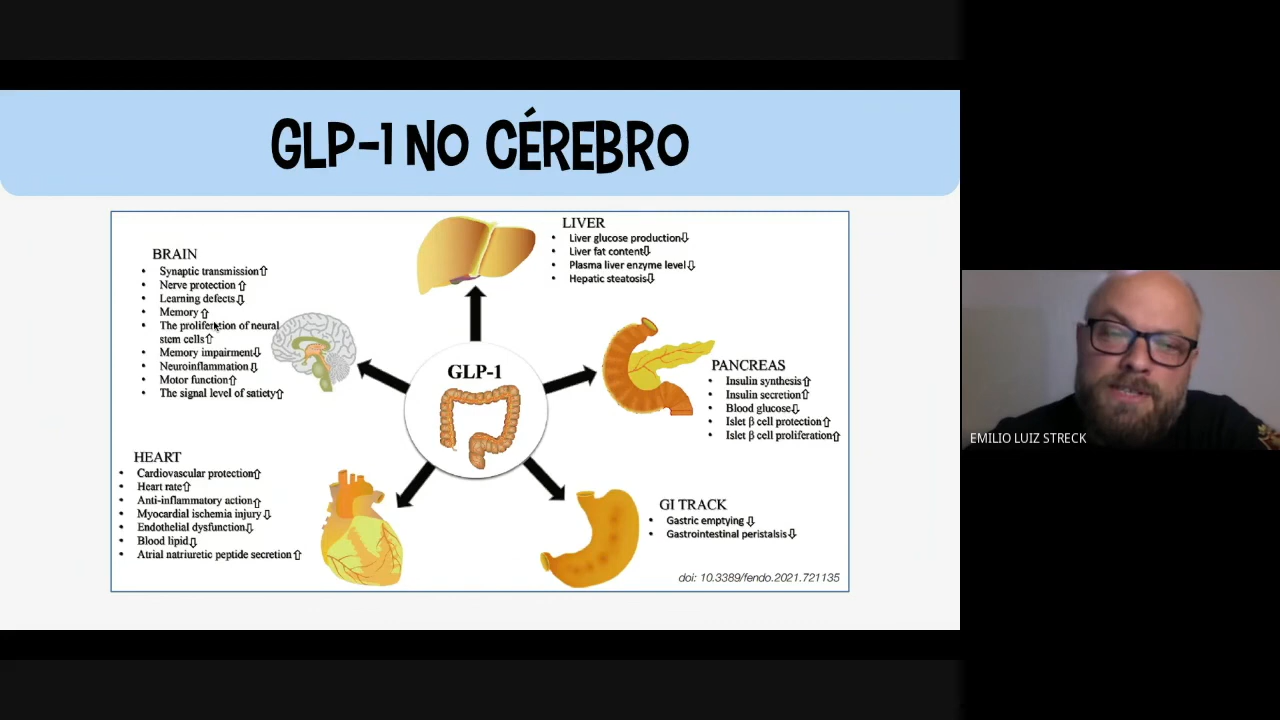 GLP-1 NO CÉREBRO
LIVER
• Liver glucose production⇩
• Liver fat content⇩
• Plasma liver enzyme level⇩
• Hepatic steatosis⇩
BRAIN
• Synaptic transmission⇧
• Nerve protection⇧
• Learning defects⇩
• Memory⇧
• The proliferation of neural
stem cells⇧
• Memory impairment⇩
• Neuroinflammation⇩
• Motor function⇧
• The signal level of satiety⇧
GLP-1
PANCREAS
• Insulin synthesis⇧
• Insulin secretion⇧
• Blood glucose⇩
• Islet β cell protection⇧
• Islet β cell proliferation⇧
HEART
• Cardiovascular protection⇧
• Heart rate⇧
• Anti-inflammatory action⇧
• Myocardial ischemia injury⇩
• Endothelial dysfunction⇩
• Blood lipid⇩
• Atrial natriuretic peptide secretion⇧
GI TRACK
• Gastric emptying⇩
• Gastrointestinal peristalsis⇩
doi: 10.3389/fendo.2021.721135
EMILIO LUIZ STRECK